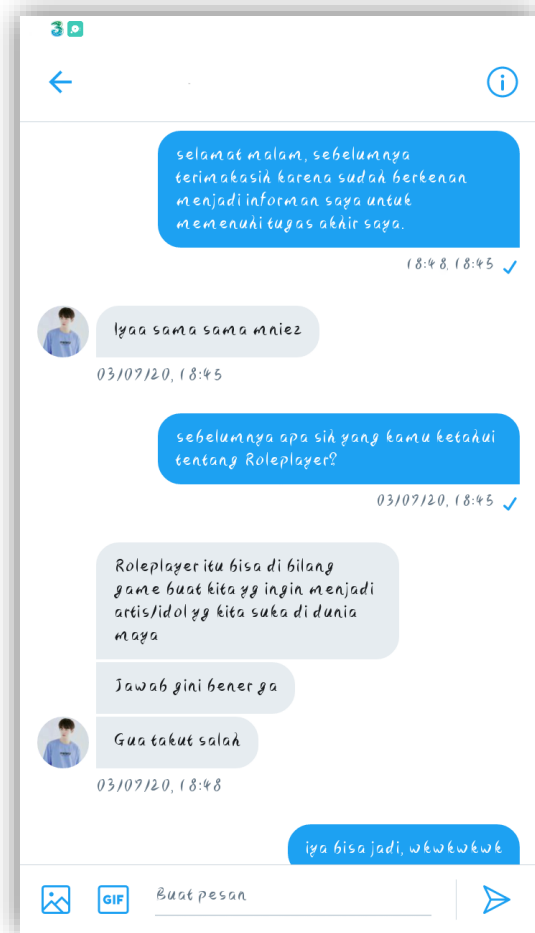 3
selamat malam, sebelumnya
terimakasih karena sudah berkenan
menjadi informan saya untuk
memenuhi tugas akhir saya.
18:48, 18:45
Iyaa sama sama mniez
03/07/20, 18:45
sebelumnya apa sih yang kamu ketahui
tentang Roleplayer?
03/07/20, 18:45
Roleplayer itu bisa di bilang
game buat kita yg ingin menjadi
artis/idol yg kita suka di dunia
maya
Jawab gini bener ga
Gua takut salah
03/07/20, 18:48
iya bisa jadi, wkwkwkwk
GIF
Buat pesan